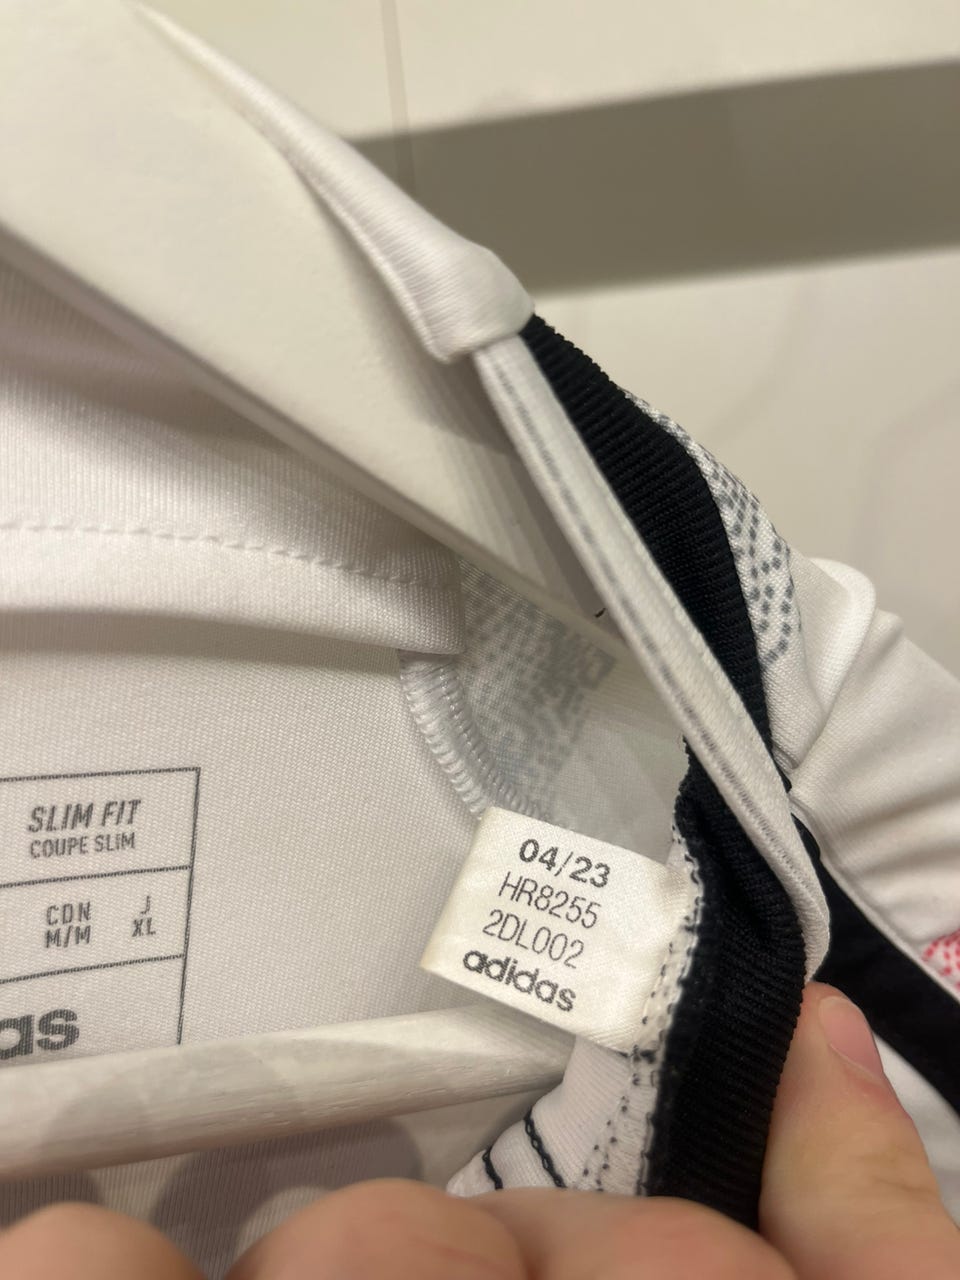 SLIM FIT
COUPE SLIM
CDN J
M/M XL
as
04/23
HR8255
2DL002
adidas